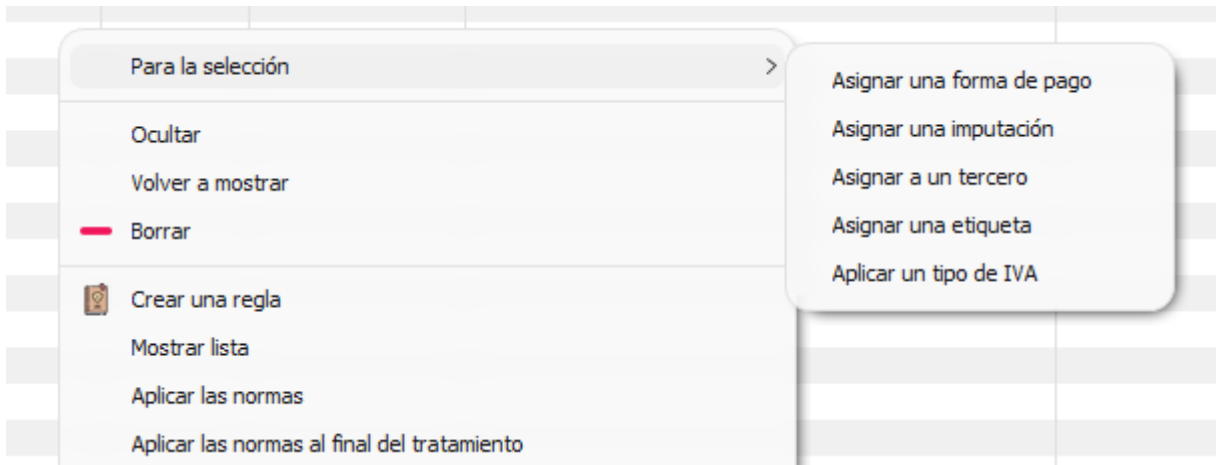 Para la selección
Ocultar
Volver a mostrar
Borrar
Crear una regla
Mostrar lista
Aplicar las normas
Aplicar las normas al final del tratamiento
Asignar una forma de pago
Asignar una imputación
Asignar a un tercero
Asignar una etiqueta
Aplicar un tipo de IVA